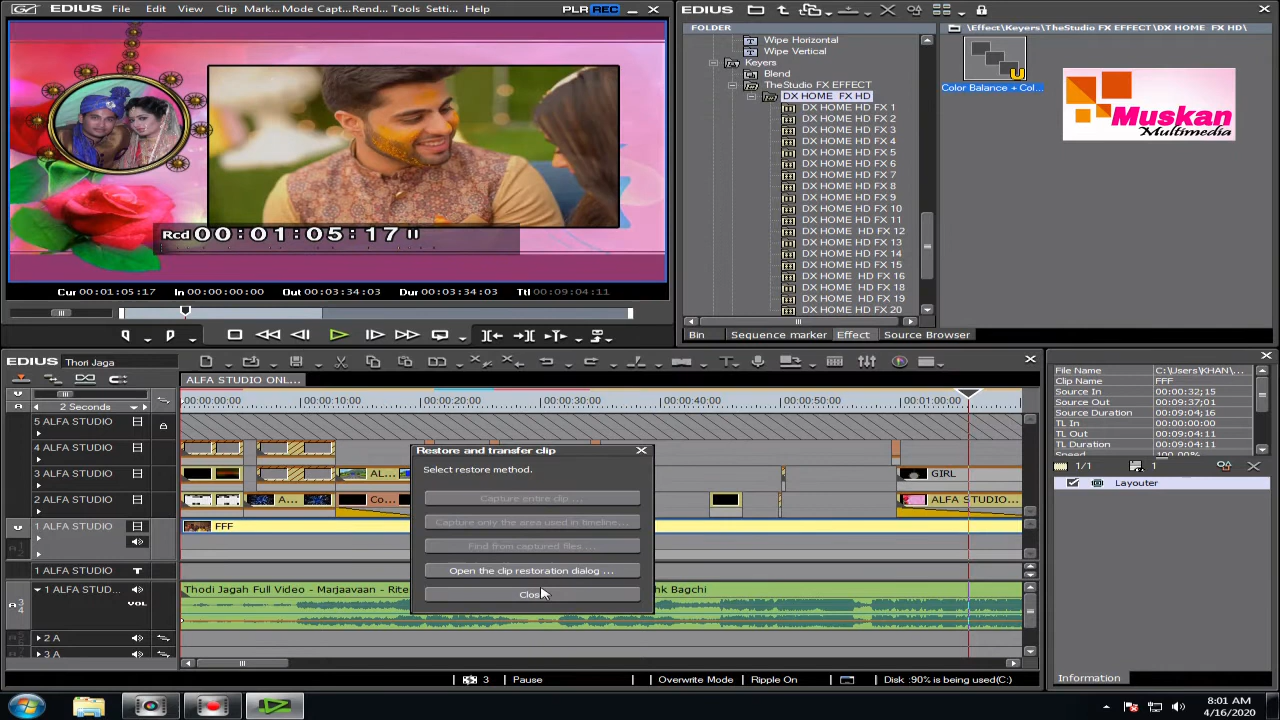 EDIUS
File
Edit
View
Clip
Mark...
Mode
Capt...
Rend...
Tools
Setti...
Help
PLR REC
Rcd 00:01:05:17
Cur 00:01:05:17
In 00:00:00:00
Out 00:03:34:03
Dur 00:03:34:03
Ttl 00:09:04:11
EDIUS
FOLDER
\Effect\Keyers\TheStudio FX EFFECT\DX HOME FX HD\
Wipe Horizontal
Wipe Vertical
Keyers
Blend
TheStudio FX EFFECT
DX HOME FX HD
DX HOME HD FX 1
DX HOME HD FX 2
DX HOME HD FX 3
DX HOME HD FX 4
DX HOME HD FX 5
DX HOME HD FX 6
DX HOME HD FX 7
DX HOME HD FX 8
DX HOME HD FX 9
DX HOME HD FX 10
DX HOME HD FX 11
DX HOME HD FX 12
DX HOME HD FX 13
DX HOME HD FX 14
DX HOME HD FX 15
DX HOME HD FX 16
DX HOME HD FX 18
DX HOME HD FX 19
DX HOME HD FX 20
Color Balance + Col...
U
Muskan
Multimedia
Bin
Sequence marker
Effect
Source Browser
EDIUS
Thori Jaga
ALFA STUDIO ONL...
2 Seconds
00:00:00:00
00:00:10:00
00:00:20:00
00:00:30:00
00:00:40:00
00:00:50:00
00:01:00:00
5 ALFA STUDIO
4 ALFA STUDIO
3 ALFA STUDIO
AL...
GIRL
2 ALFA STUDIO
A...
Co...
ALFA STUDIO...
1 ALFA STUDIO
FFF
1 ALFA STUDIO
T
1 ALFA STUD...
VOL
Thodi Jagah Full Video - Marjaavaan - Rite
hk Bagchi
2 A
3 A
Restore and transfer clip
Select restore method.
Capture entire clip ...
Capture only the area used in timeline...
Find from captured files ...
Open the clip restoration dialog ...
Clos
File Name
C:\Users\KHAN\...
Clip Name
FFF
Source In
00:00:32;15
Source Out
00:09:37;01
Source Duration
00:09:04;16
TL In
00:00:00:00
TL Out
00:09:04:11
TL Duration
00:09:04:11
1/1
1
Layouter
Information
3
Pause
Overwrite Mode
Ripple On
Disk :90% is being used(C:)
8:01 AM
4/16/2020